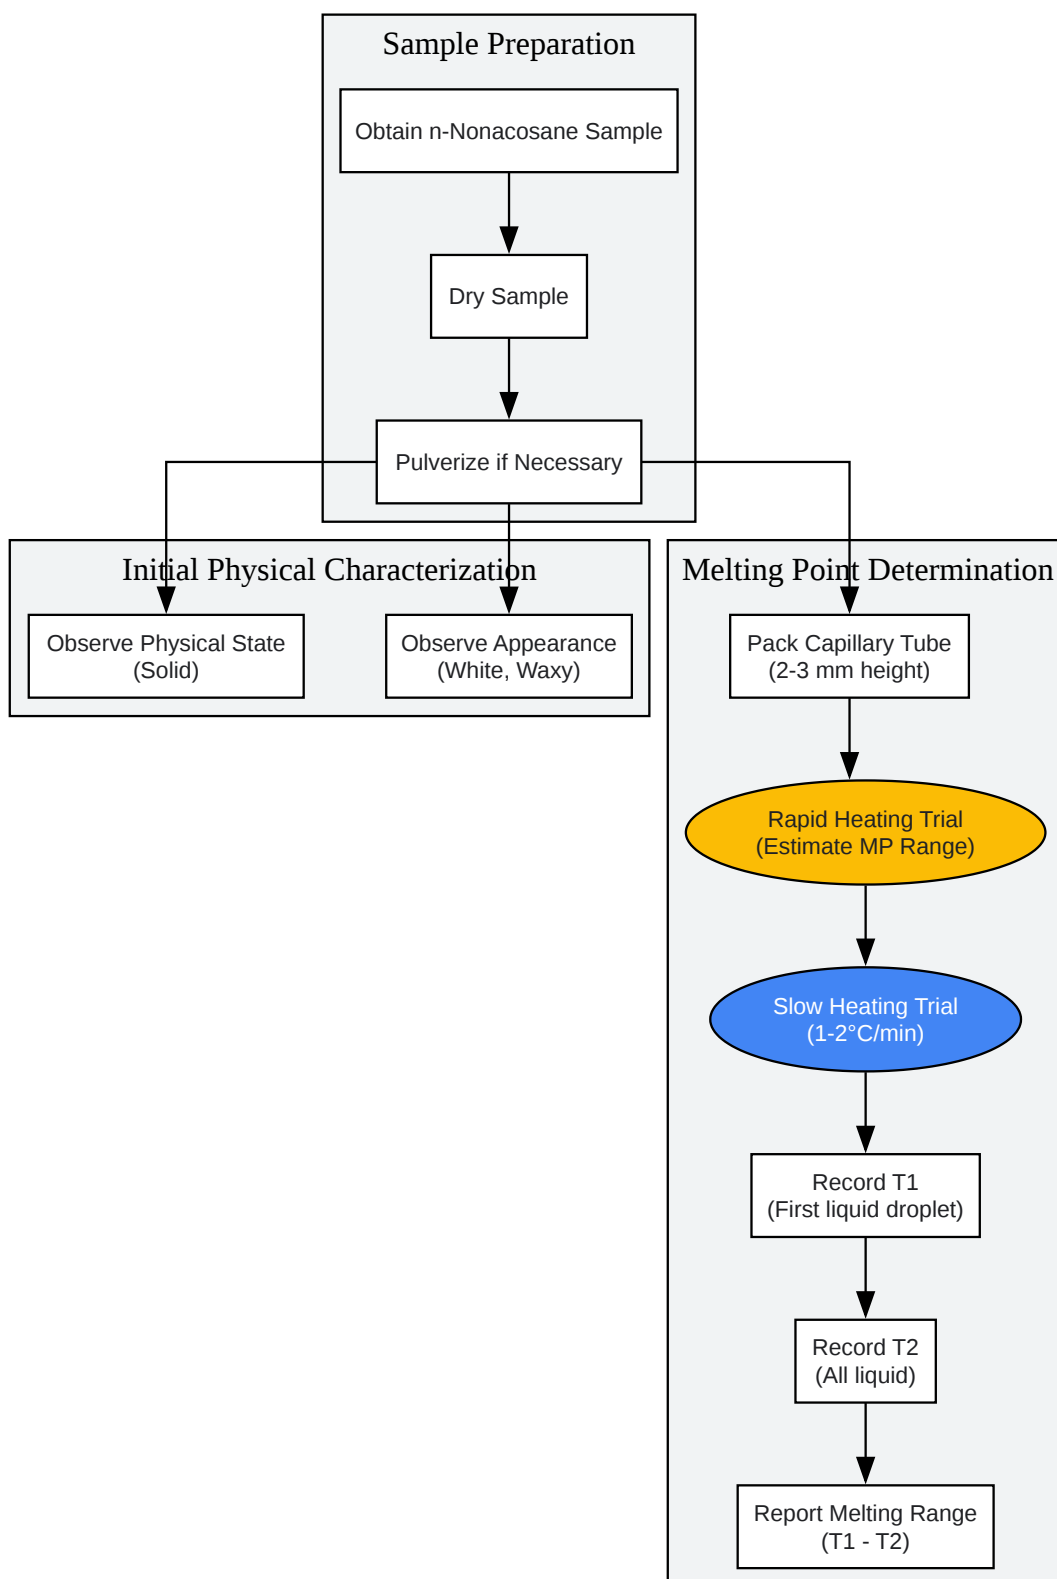 Sample Preparation
Obtain n-Nonacosane Sample
Dry Sample
Pulverize if Necessary
Initial Physical Characterization
Observe Physical State
(Solid)
Observe Appearance
(White, Waxy)
Melting Point Determination
Pack Capillary Tube
(2-3 mm height)
Rapid Heating Trial
(Estimate MP Range)
Slow Heating Trial
(1-2°C/min)
Record T1
(First liquid droplet)
Record T2
(All liquid)
Report Melting Range
(T1 - T2)